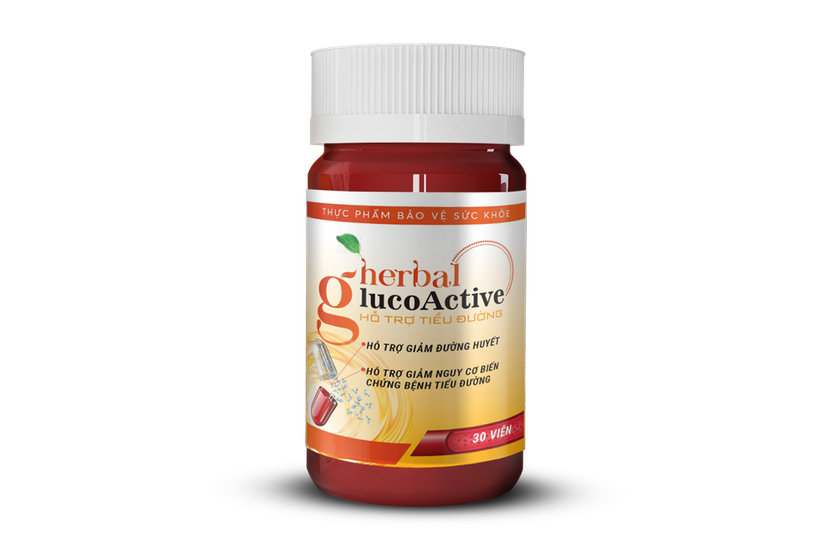 THỰC PHẨM BẢO VỆ SỨC KHỎE
herbal
glucoActive
HỖ TRỢ TIỂU ĐƯỜNG
HỖ TRỢ GIẢM ĐƯỜNG HUYẾT
HỖ TRỢ GIẢM NGUY CƠ BIẾN
CHỨNG BỆNH TIỂU ĐƯỜNG
30 VIÊN